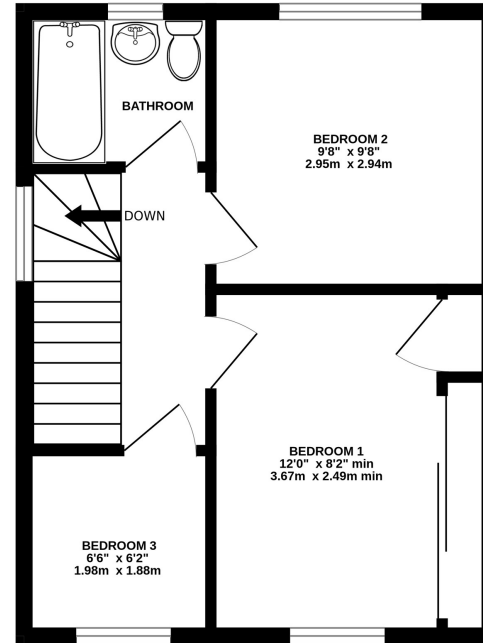 BATHROOM
BEDROOM 2
9'8" x 9'8"
2.95m x 2.94m
DOWN
BEDROOM 1
12'0" x 8'2" min
3.67m x 2.49m min
BEDROOM 3
6'6" x 6'2"
1.98m x 1.88m